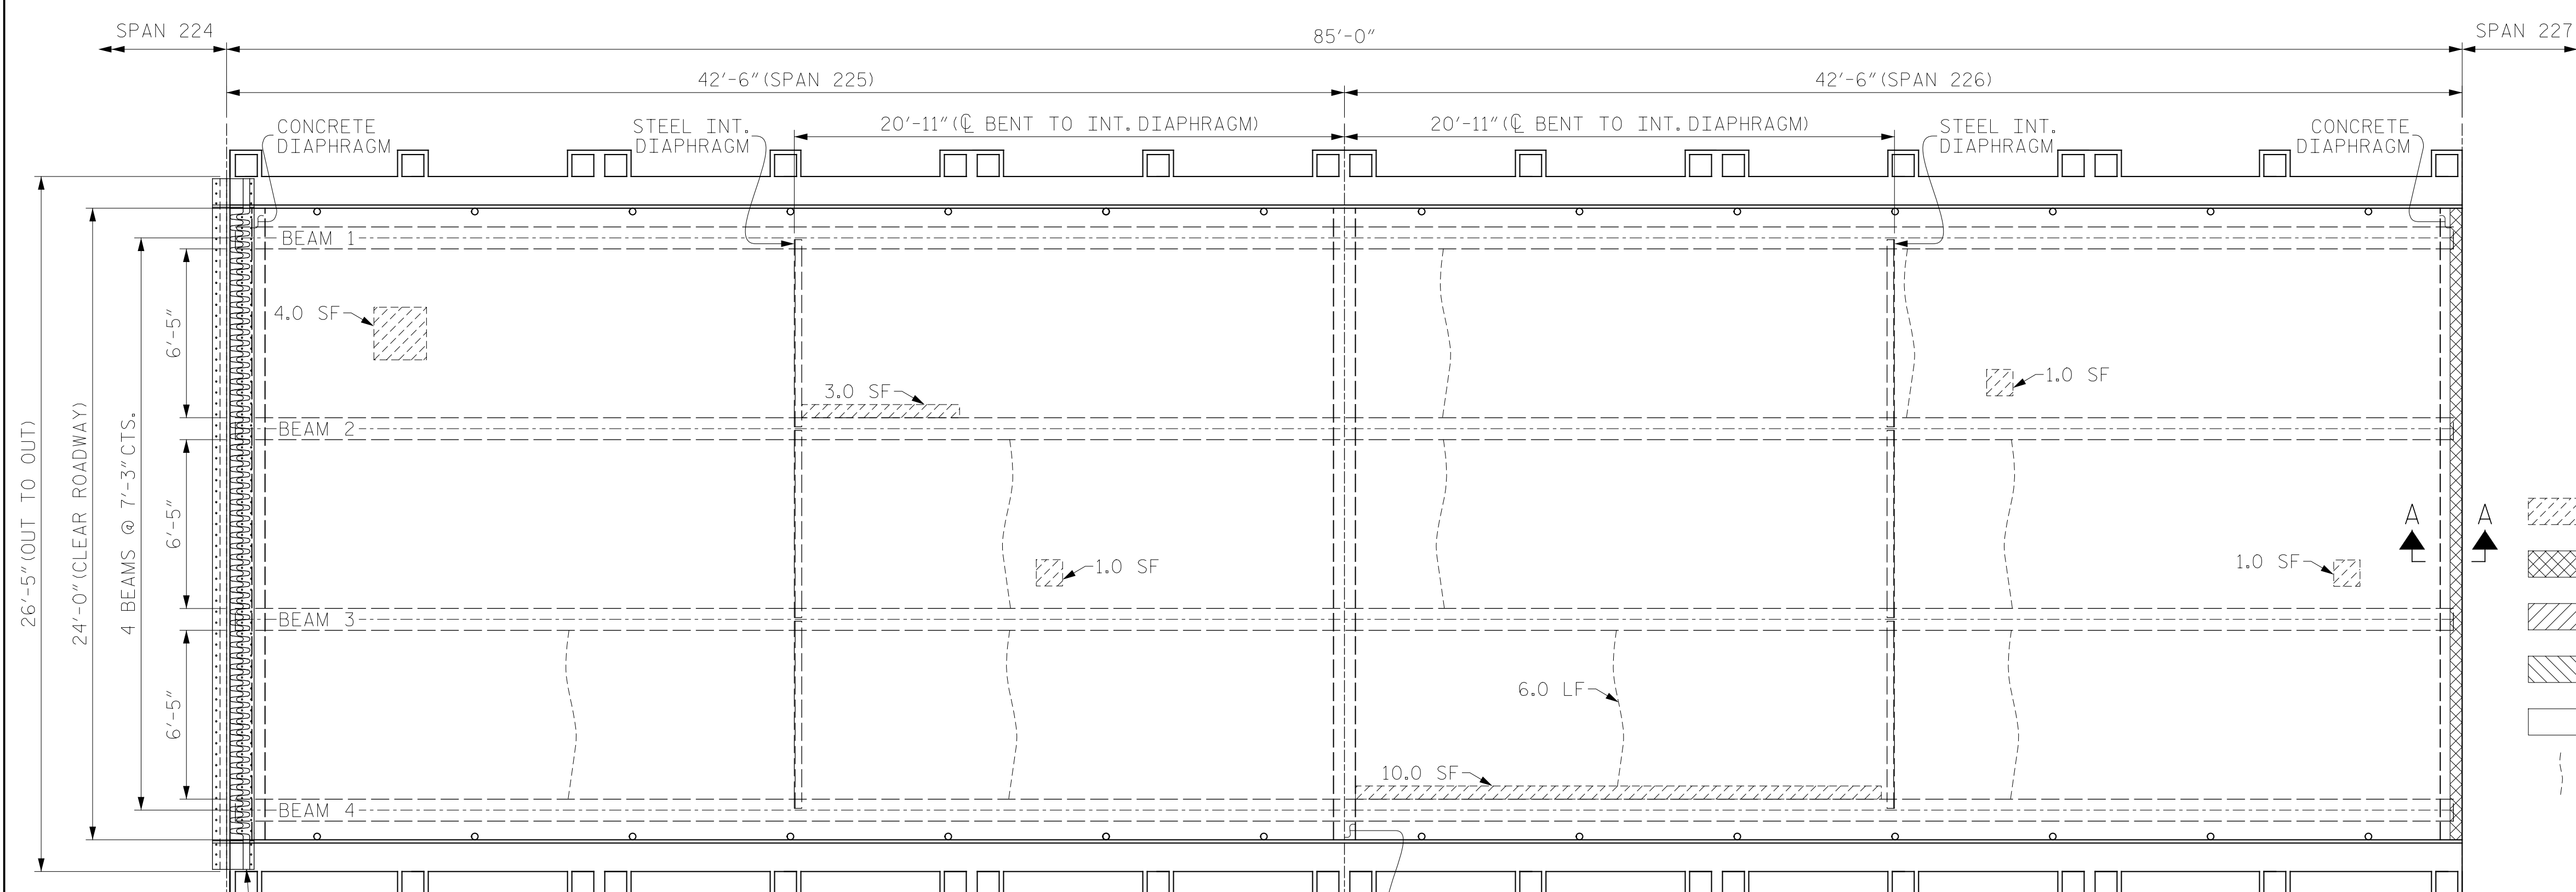 SPAN 224
85'-0"
SPAN 227
42'-6" (SPAN 225)
42'-6" (SPAN 226)
20'-11" (℄ BENT TO INT. DIAPHRAGM)
20'-11" (℄ BENT TO INT. DIAPHRAGM)
CONCRETE
DIAPHRAGM
STEEL INT.
DIAPHRAGM
STEEL INT.
DIAPHRAGM
CONCRETE
DIAPHRAGM
26'-5" (OUT TO OUT)
24'-0" (CLEAR ROADWAY)
4 BEAMS @ 7'-3" CTS.
6'-5"
6'-5"
6'-5"
BEAM 1
4.0 SF
3.0 SF
1.0 SF
BEAM 2
A
A
1.0 SF
1.0 SF
BEAM 3
6.0 LF
10.0 SF
BEAM 4